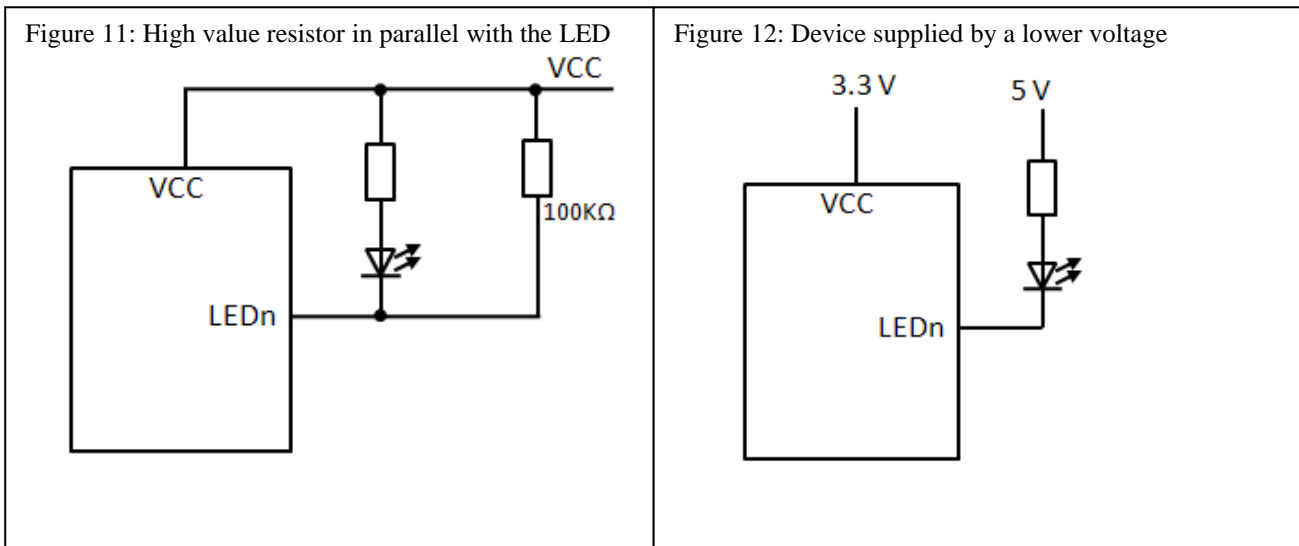 Figure 11: High value resistor in parallel with the LED
VCC
VCC
100KΩ
LEDn
Figure 12: Device supplied by a lower voltage
3.3 V
5 V
VCC
LEDn